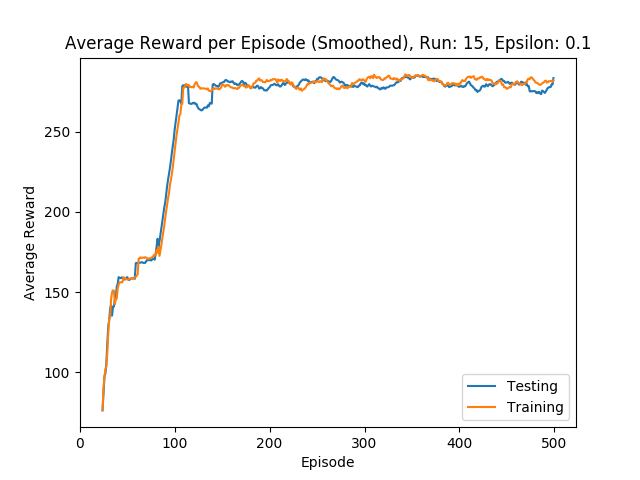 Average Reward per Episode (Smoothed), Run: 15, Epsilon: 0.1
Average Reward
250
200
150
100
0
100
200
300
400
500
Episode
Testing
Training